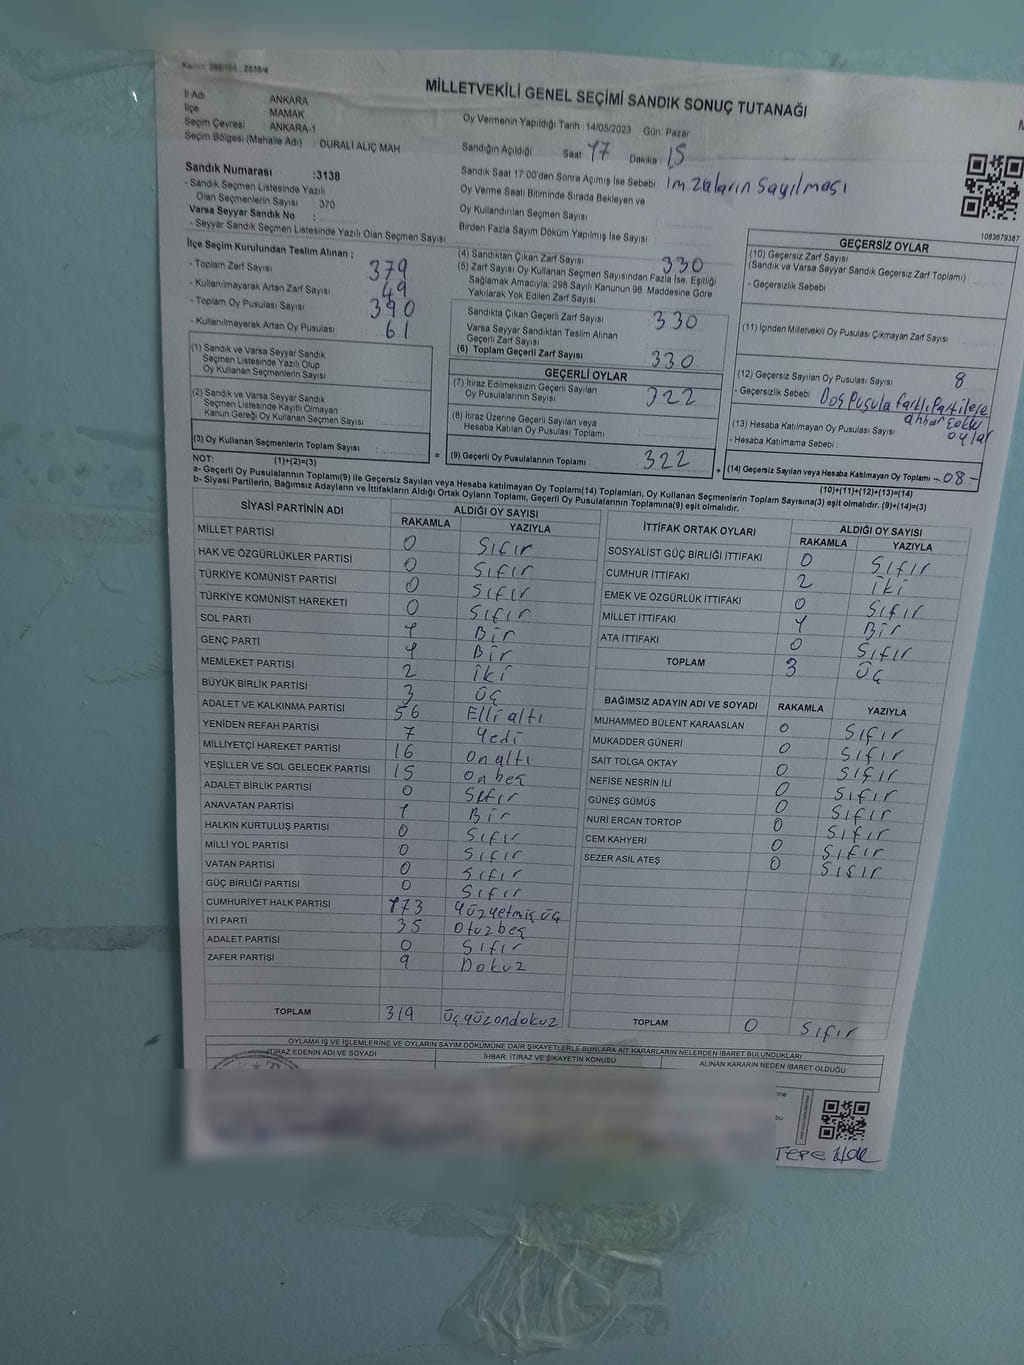 MİLLETVEKİLİ GENEL SEÇİMİ SANDIK SONUÇ TUTANAĞI
İl Adı : ANKARA
İlçe : MAMAK
Seçim Çevresi : ANKARA-1
Seçim Bölgesi (Mahalle Adı) : DURALİ ALIÇ MAH
Oy Vermenin Yapıldığı Tarih : 14/05/2023 Gün : Pazar
Sandığın Açıldığı Saat 17 Dakika 15
Sandık Saat 17:00'den Sonra Açımış İse Sebebi : imzaların sayılması
Oy Verme Saati Bitiminde Sırada Bekleyen ve
Oy Kullandırılan Seçmen Sayısı
Birden Fazla Sayım Döküm Yapılmış İse Sayısı
Sandık Numarası : 3138
- Sandık Seçmen Listesinde Yazılı
Olan Seçmenlerin Sayısı : 370
Varsa Seyyar Sandık No :
- Seyyar Sandık Seçmen Listesinde Yazılı Olan Seçmen Sayısı
1083679387
İlçe Seçim Kurulundan Teslim Alınan ;
- Toplam Zarf Sayısı 379
- Kullanılmayarak Artan Zarf Sayısı 49
- Toplam Oy Pusulası Sayısı 390
- Kullanılmayarak Artan Oy Pusulası 61
(1) Sandık ve Varsa Seyyar Sandık
Seçmen Listesinde Yazılı Olup
Oy Kullanan Seçmenlerin Sayısı
(2) Sandık ve Varsa Seyyar Sandık
Seçmen Listesinde Kayıtlı Olmayan
Kanun Gereği Oy Kullanan Seçmen Sayısı
(3) Oy Kullanan Seçmenlerin Toplam Sayısı
(4) Sandıktan Çıkan Zarf Sayısı 330
(5) Zarf Sayısı Oy Kullanan Seçmen Sayısından Fazla İse, Eşitliği
Sağlamak Amacıyla; 298 Sayılı Kanunun 98. Maddesine Göre
Yakılarak Yok Edilen Zarf Sayısı
Sandıkta Çıkan Geçerli Zarf Sayısı 330
Varsa Seyyar Sandıktan Teslim Alınan
Geçerli Zarf Sayısı
(6) Toplam Geçerli Zarf Sayısı 330
GEÇERLİ OYLAR
(7) İtiraz Edilmeksizin Geçerli Sayılan
Oy Pusulalarının Sayısı 322
(8) İtiraz Üzerine Geçerli Sayılan veya
Hesaba Katılan Oy Pusulası Toplamı
= (9) Geçerli Oy Pusulalarının Toplamı 322
GEÇERSİZ OYLAR
(10) Geçersiz Zarf Sayısı
(Sandık ve Varsa Seyyar Sandık Geçersiz Zarf Toplamı)
- Geçersizlik Sebebi :
(11) İçinden Milletvekili Oy Pusulası Çıkmayan Zarf Sayısı
(12) Geçersiz Sayılan Oy Pusulası Sayısı 8
- Geçersizlik Sebebi : Boş Pusula farklı Partilere
oylar
(13) Hesaba Katılmayan Oy Pusulası Sayısı
- Hesaba Katılmama Sebebi :
+ (14) Geçersiz Sayılan veya Hesaba Katılmayan Oy Toplamı -08-
NOT: (1)+(2)=(3)
(10)+(11)+(12)+(13)=(14)
a- Geçerli Oy Pusulalarının Toplamı(9) ile Geçersiz Sayılan veya Hesaba katılmayan Oy Toplamı(14) Toplamları, Oy Kullanan Seçmenlerin Toplam Sayısına(3) eşit olmalıdır. (9)+(14)=(3)
b- Siyasi Partilerin, Bağımsız Adayların ve İttifakların Aldığı Ortak Oyların Toplamı, Geçerli Oy Pusulalarının Toplamına(9) eşit olmalıdır.
SİYASİ PARTİNİN ADI ALDIĞI OY SAYISI
RAKAMLA YAZIYLA
MİLLET PARTİSİ 0 Sıfır
HAK VE ÖZGÜRLÜKLER PARTİSİ 0 Sıfır
TÜRKİYE KOMÜNİST PARTİSİ 0 Sıfır
TÜRKİYE KOMÜNİST HAREKETİ 0 Sıfır
SOL PARTİ 1 Bir
GENÇ PARTİ 1 Bir
MEMLEKET PARTİSİ 2 iki
BÜYÜK BİRLİK PARTİSİ 3 Üç
ADALET VE KALKINMA PARTİSİ 56 Elli altı
YENİDEN REFAH PARTİSİ 7 Yedi
MİLLİYETÇİ HAREKET PARTİSİ 16 on altı
YEŞİLLER VE SOL GELECEK PARTİSİ 15 on beş
ADALET BİRLİK PARTİSİ 0 Sıfır
ANAVATAN PARTİSİ 1 Bir
HALKIN KURTULUŞ PARTİSİ 0 Sıfır
MİLLİ YOL PARTİSİ 0 Sıfır
VATAN PARTİSİ 0 Sıfır
GÜÇ BİRLİĞİ PARTİSİ 0 Sıfır
CUMHURİYET HALK PARTİSİ 173 Yüzyetmiş üç
İYİ PARTİ 35 Otuzbeş
ADALET PARTİSİ 0 Sıfır
ZAFER PARTİSİ 9 Dokuz
TOPLAM 319 Üçyüzondokuz
İTTİFAK ORTAK OYLARI ALDIĞI OY SAYISI
RAKAMLA YAZIYLA
SOSYALİST GÜÇ BİRLİĞİ İTTİFAKI 0 Sıfır
CUMHUR İTTİFAKI 2 iki
EMEK VE ÖZGÜRLÜK İTTİFAKI 0 Sıfır
MİLLET İTTİFAKI 1 Bir
ATA İTTİFAKI 0 Sıfır
TOPLAM 3 Üç
BAĞIMSIZ ADAYIN ADI VE SOYADI RAKAMLA YAZIYLA
MUHAMMED BÜLENT KARAASLAN 0 Sıfır
MUKADDER GÜNERİ 0 Sıfır
SAİT TOLGA OKTAY 0 Sıfır
NEFİSE NESRİN İLİ 0 Sıfır
GÜNEŞ GÜMÜŞ 0 Sıfır
NURİ ERCAN TORTOP 0 Sıfır
CEM KAHYERİ 0 Sıfır
SEZER ASİL ATEŞ 0 Sıfır
TOPLAM 0 Sıfır
OYLAMA İŞ VE İŞLEMLERİNE VE OYLARIN SAYIM DÖKÜMÜNE DAİR ŞİKAYETLERLE BUNLARA AİT KARARLARIN NELERDEN İBARET BULUNDUKLARI
İTİRAZ EDENİN ADI VE SOYADI İHBAR, İTİRAZ VE ŞİKAYETİN KONUSU ALINAN KARARIN NEDEN İBARET OLDUĞU